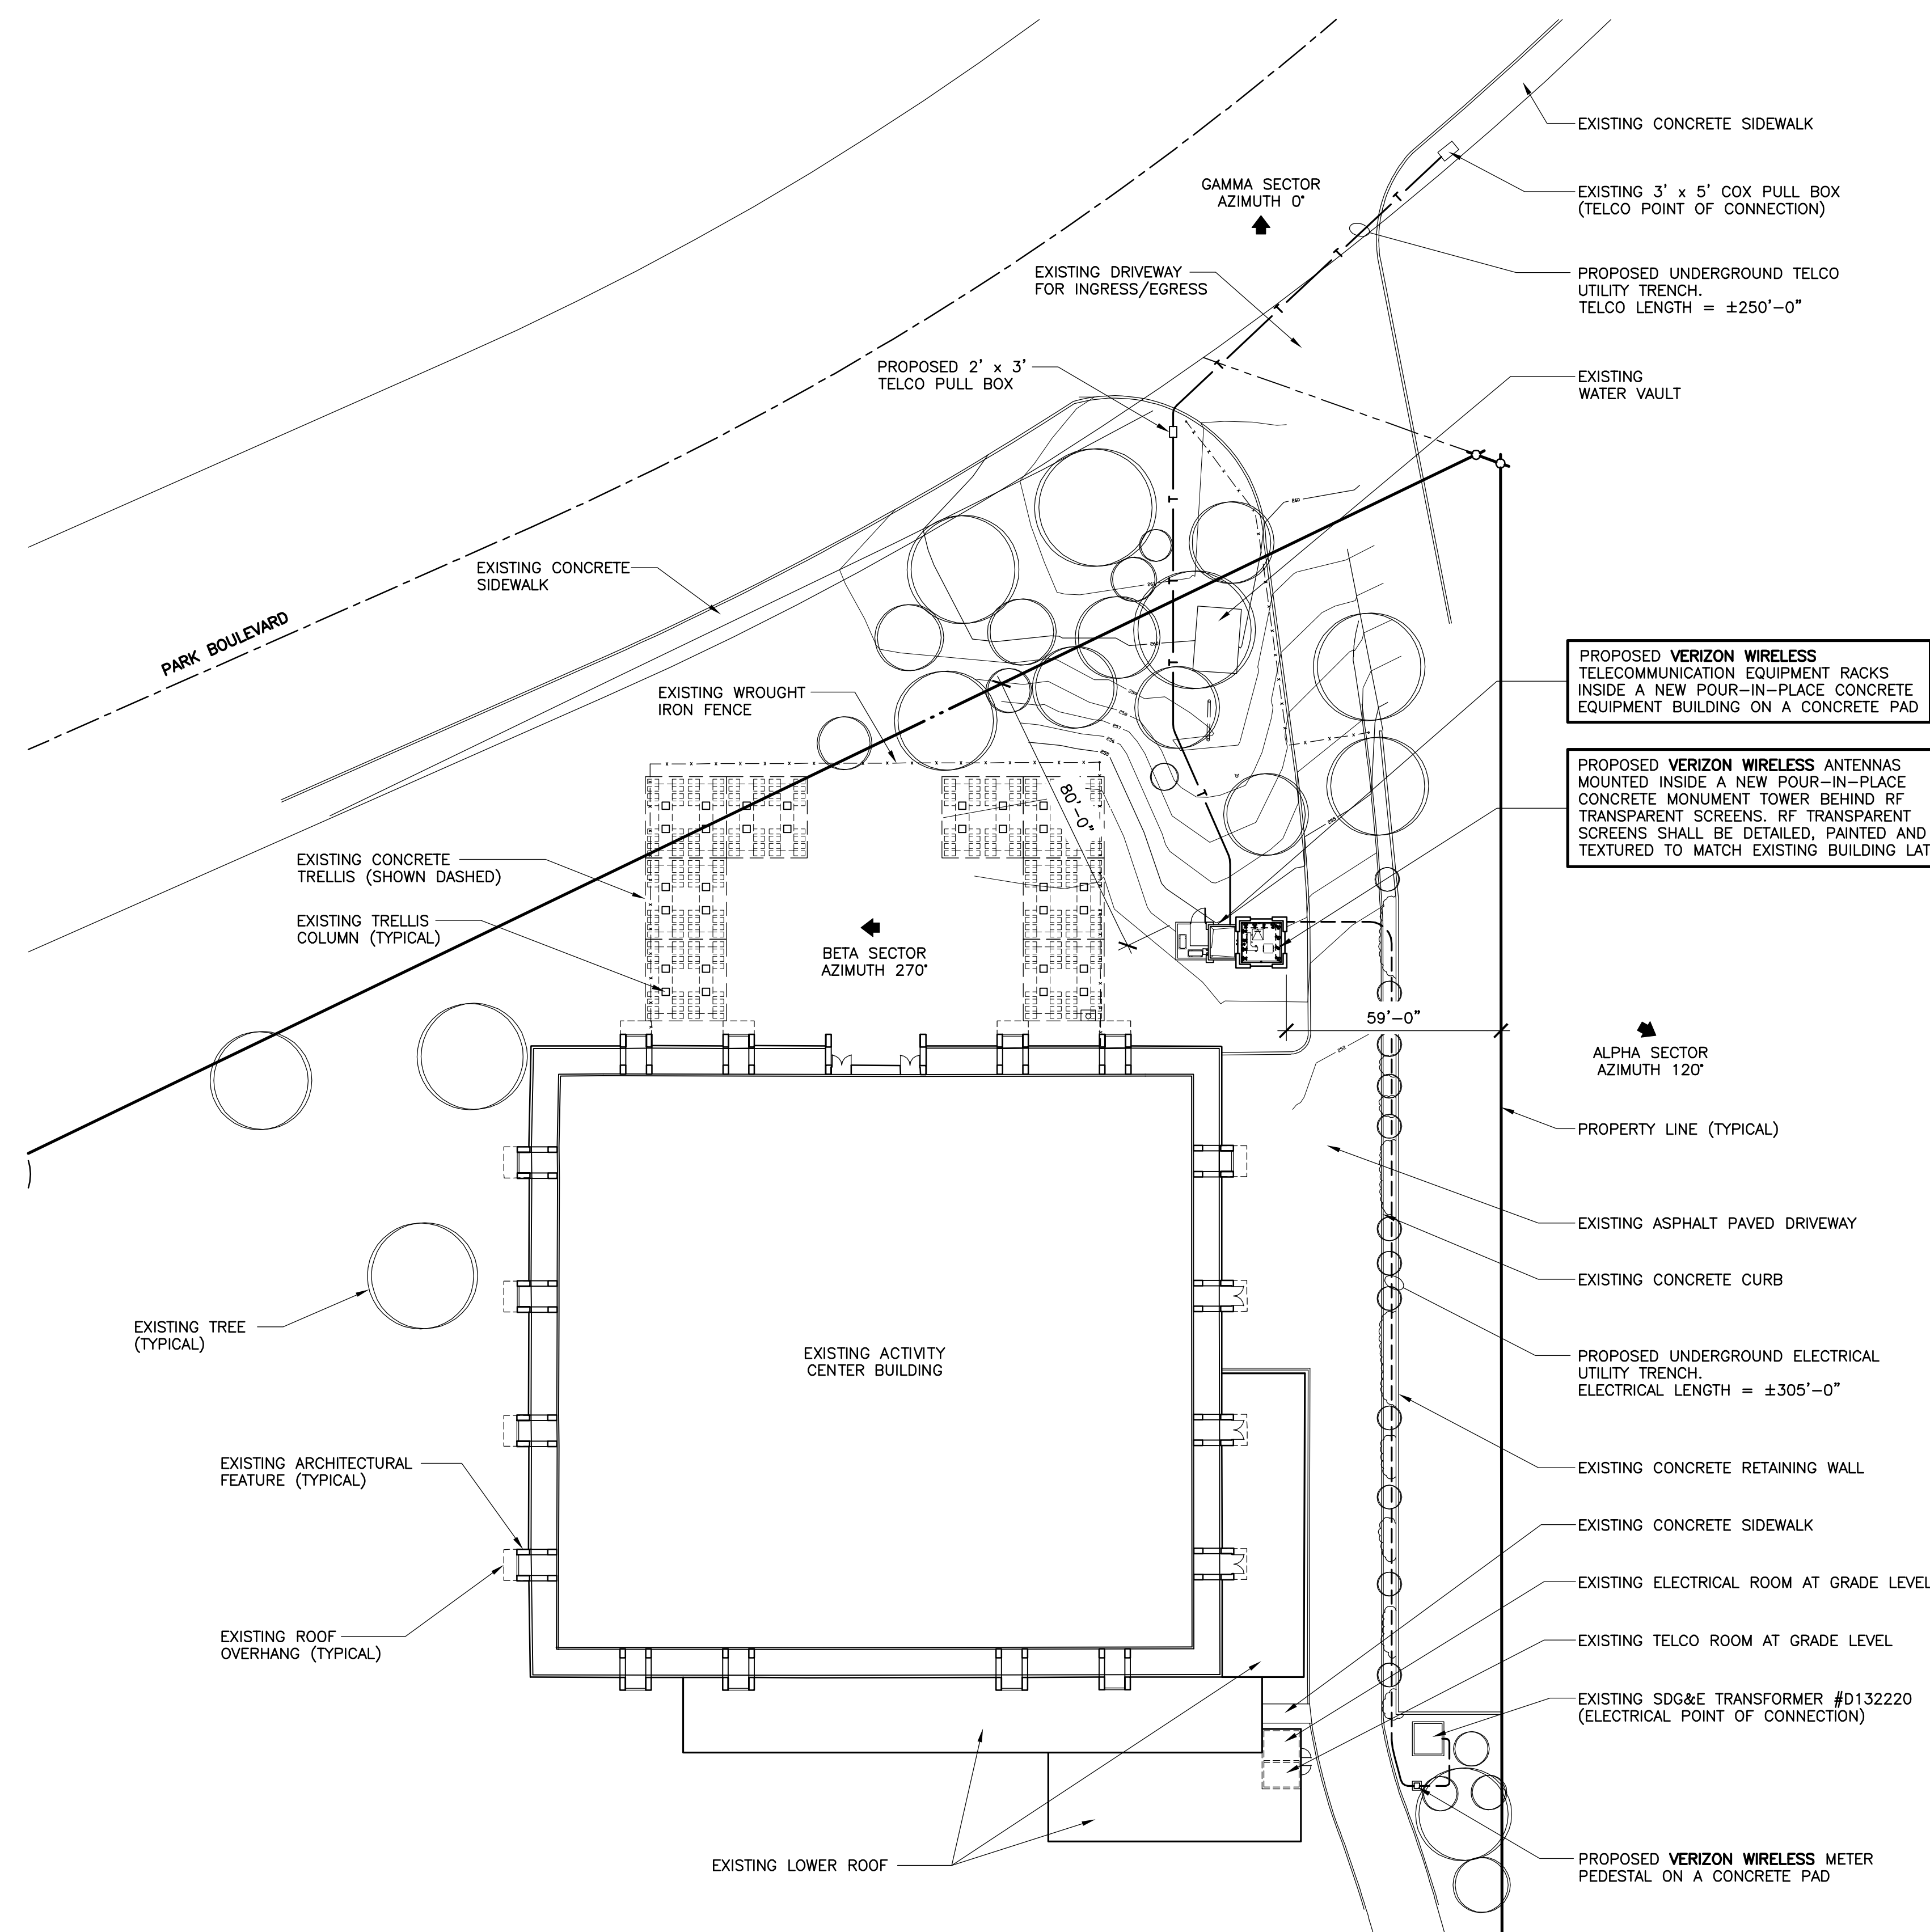 EXISTING CONCRETE SIDEWALK
GAMMA SECTOR
AZIMUTH 0°
EXISTING 3' x 5' COX PULL BOX
(TELCO POINT OF CONNECTION)
EXISTING DRIVEWAY
FOR INGRESS/EGRESS
PROPOSED UNDERGROUND TELCO
UTILITY TRENCH.
TELCO LENGTH = ±250'-0"
PROPOSED 2' x 3'
TELCO PULL BOX
EXISTING
WATER VAULT
EXISTING CONCRETE
SIDEWALK
PARK BOULEVARD
EXISTING WROUGHT
IRON FENCE
PROPOSED VERIZON WIRELESS
TELECOMMUNICATION EQUIPMENT RACKS
INSIDE A NEW POUR-IN-PLACE CONCRETE
EQUIPMENT BUILDING ON A CONCRETE PAD
PROPOSED VERIZON WIRELESS ANTENNAS
MOUNTED INSIDE A NEW POUR-IN-PLACE
CONCRETE MONUMENT TOWER BEHIND RF
TRANSPARENT SCREENS. RF TRANSPARENT
SCREENS SHALL BE DETAILED, PAINTED AND
TEXTURED TO MATCH EXISTING BUILDING LAT
80'-0"
EXISTING CONCRETE
TRELLIS (SHOWN DASHED)
EXISTING TRELLIS
COLUMN (TYPICAL)
BETA SECTOR
AZIMUTH 270°
59'-0"
252
ALPHA SECTOR
AZIMUTH 120°
PROPERTY LINE (TYPICAL)
EXISTING ASPHALT PAVED DRIVEWAY
EXISTING CONCRETE CURB
EXISTING TREE
(TYPICAL)
EXISTING ACTIVITY
CENTER BUILDING
PROPOSED UNDERGROUND ELECTRICAL
UTILITY TRENCH.
ELECTRICAL LENGTH = ±305'-0"
EXISTING ARCHITECTURAL
FEATURE (TYPICAL)
EXISTING CONCRETE RETAINING WALL
EXISTING CONCRETE SIDEWALK
EXISTING ELECTRICAL ROOM AT GRADE LEVEL
EXISTING ROOF
OVERHANG (TYPICAL)
EXISTING TELCO ROOM AT GRADE LEVEL
EXISTING SDG&E TRANSFORMER #D132220
(ELECTRICAL POINT OF CONNECTION)
EXISTING LOWER ROOF
PROPOSED VERIZON WIRELESS METER
PEDESTAL ON A CONCRETE PAD